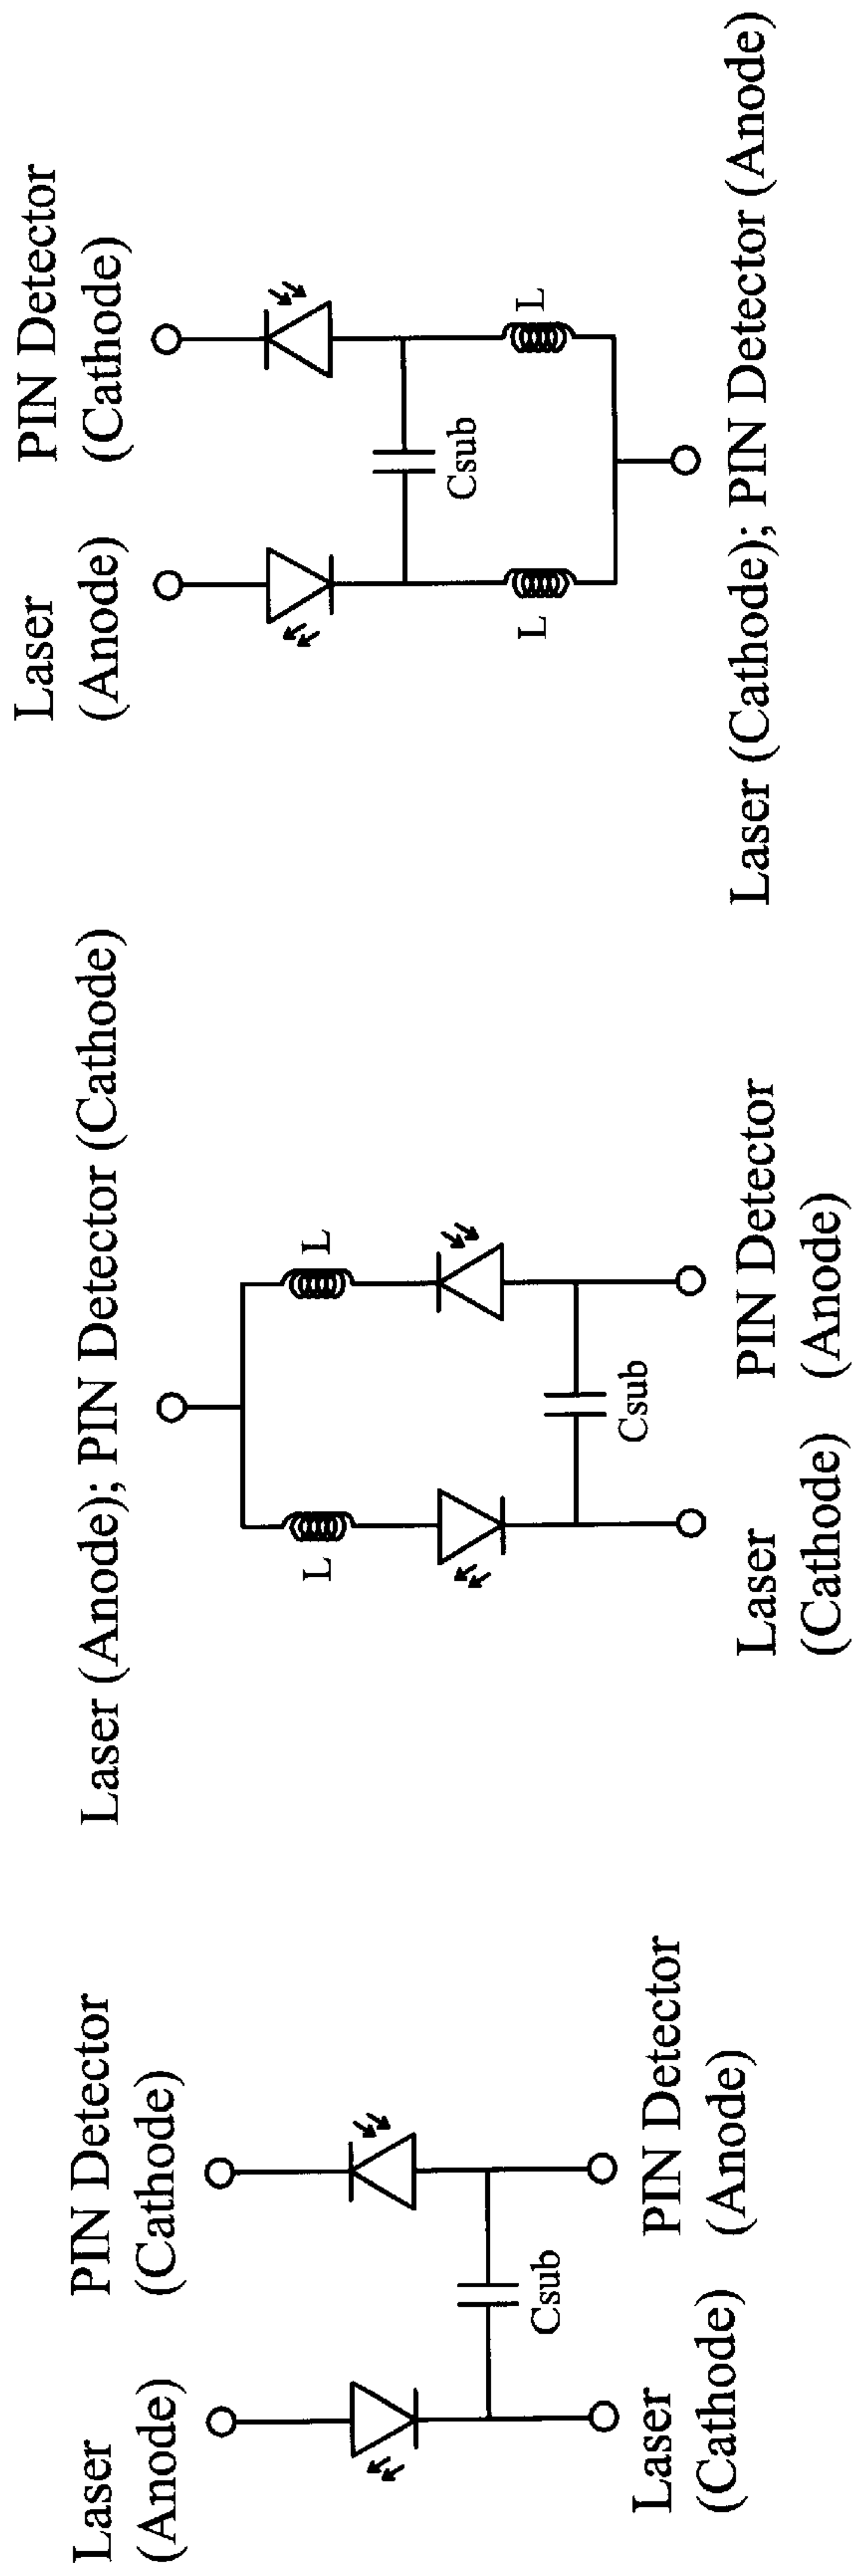 Laser
(Anode)
PIN Detector
(Cathode)
Csub
Laser
(Cathode)
PIN Detector
(Anode)
Laser (Anode); PIN Detector (Cathode)
L
L
Csub
Laser
(Cathode)
PIN Detector
(Anode)
Laser
(Anode)
PIN Detector
(Cathode)
Csub
L
L
Laser (Cathode); PIN Detector (Anode)